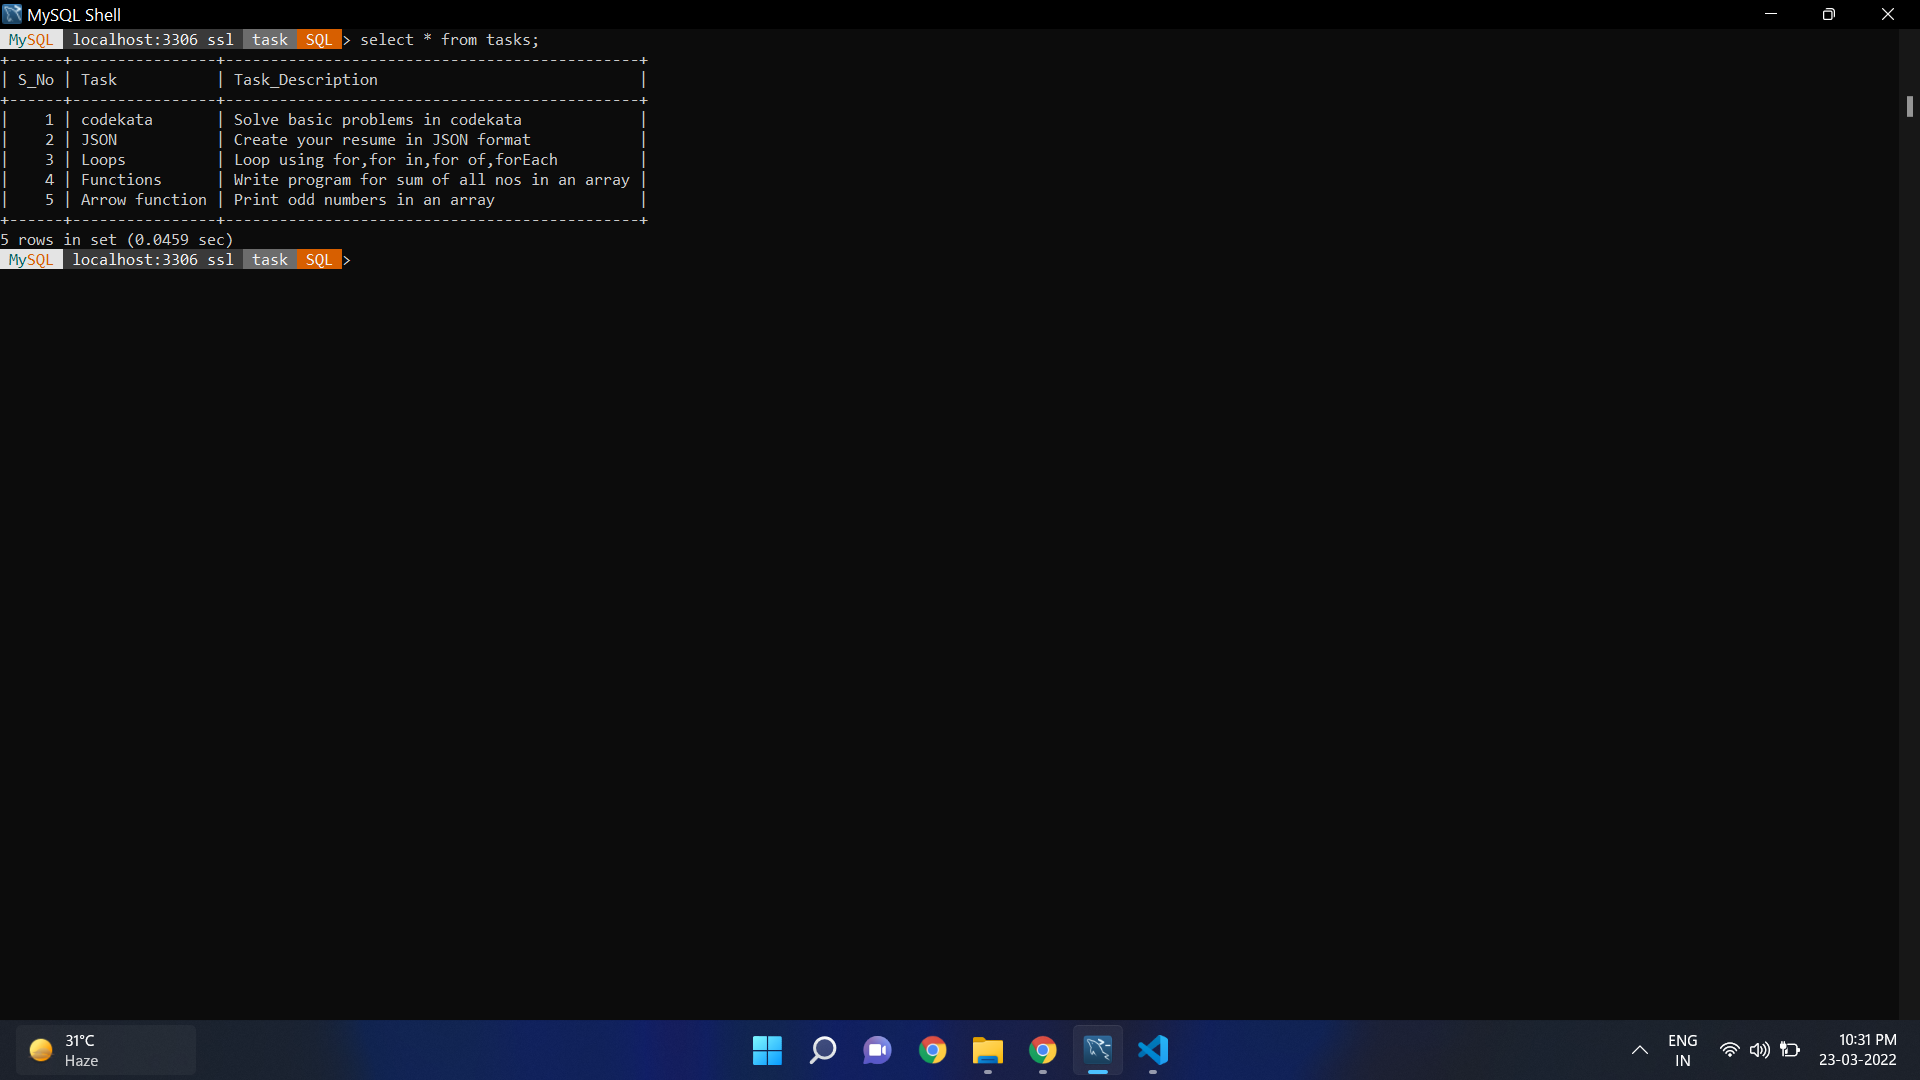 MySQL Shell
MySQL localhost:3306 ssl task SQL > select * from tasks;
+------+----------------+----------------------------------------------+
| S_No | Task           | Task_Description                             |
+------+----------------+----------------------------------------------+
|    1 | codekata       | Solve basic problems in codekata             |
|    2 | JSON           | Create your resume in JSON format            |
|    3 | Loops          | Loop using for,for in,for of,forEach         |
|    4 | Functions      | Write program for sum of all nos in an array |
|    5 | Arrow function | Print odd numbers in an array                |
+------+----------------+----------------------------------------------+
5 rows in set (0.0459 sec)
MySQL localhost:3306 ssl task SQL >
31°C
Haze
ENG
IN
10:31 PM
23-03-2022